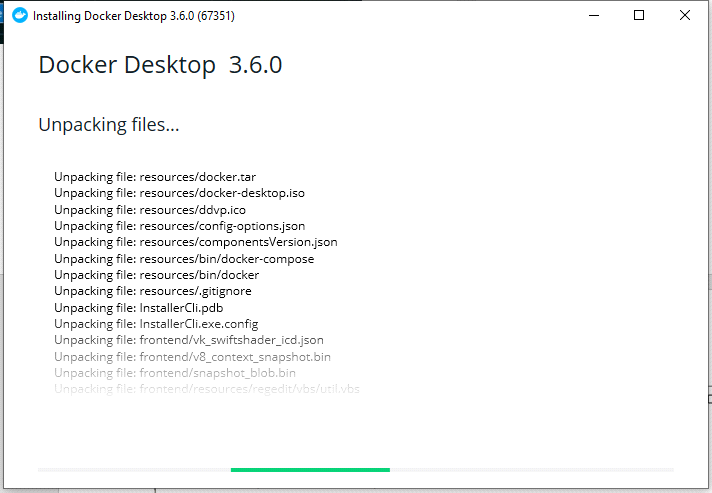 Installing Docker Desktop 3.6.0 (67351)
Docker Desktop 3.6.0
Unpacking files...
Unpacking file: resources/docker.tar
Unpacking file: resources/docker-desktop.iso
Unpacking file: resources/ddvp.ico
Unpacking file: resources/config-options.json
Unpacking file: resources/componentsVersion.json
Unpacking file: resources/bin/docker-compose
Unpacking file: resources/bin/docker
Unpacking file: resources/.gitignore
Unpacking file: InstallerCli.pdb
Unpacking file: InstallerCli.exe.config
Unpacking file: frontend/vk_swiftshader_icd.json
Unpacking file: frontend/v8_context_snapshot.bin
Unpacking file: frontend/snapshot_blob.bin
Unpacking file: frontend/resources/regedit/vbs/util.vbs